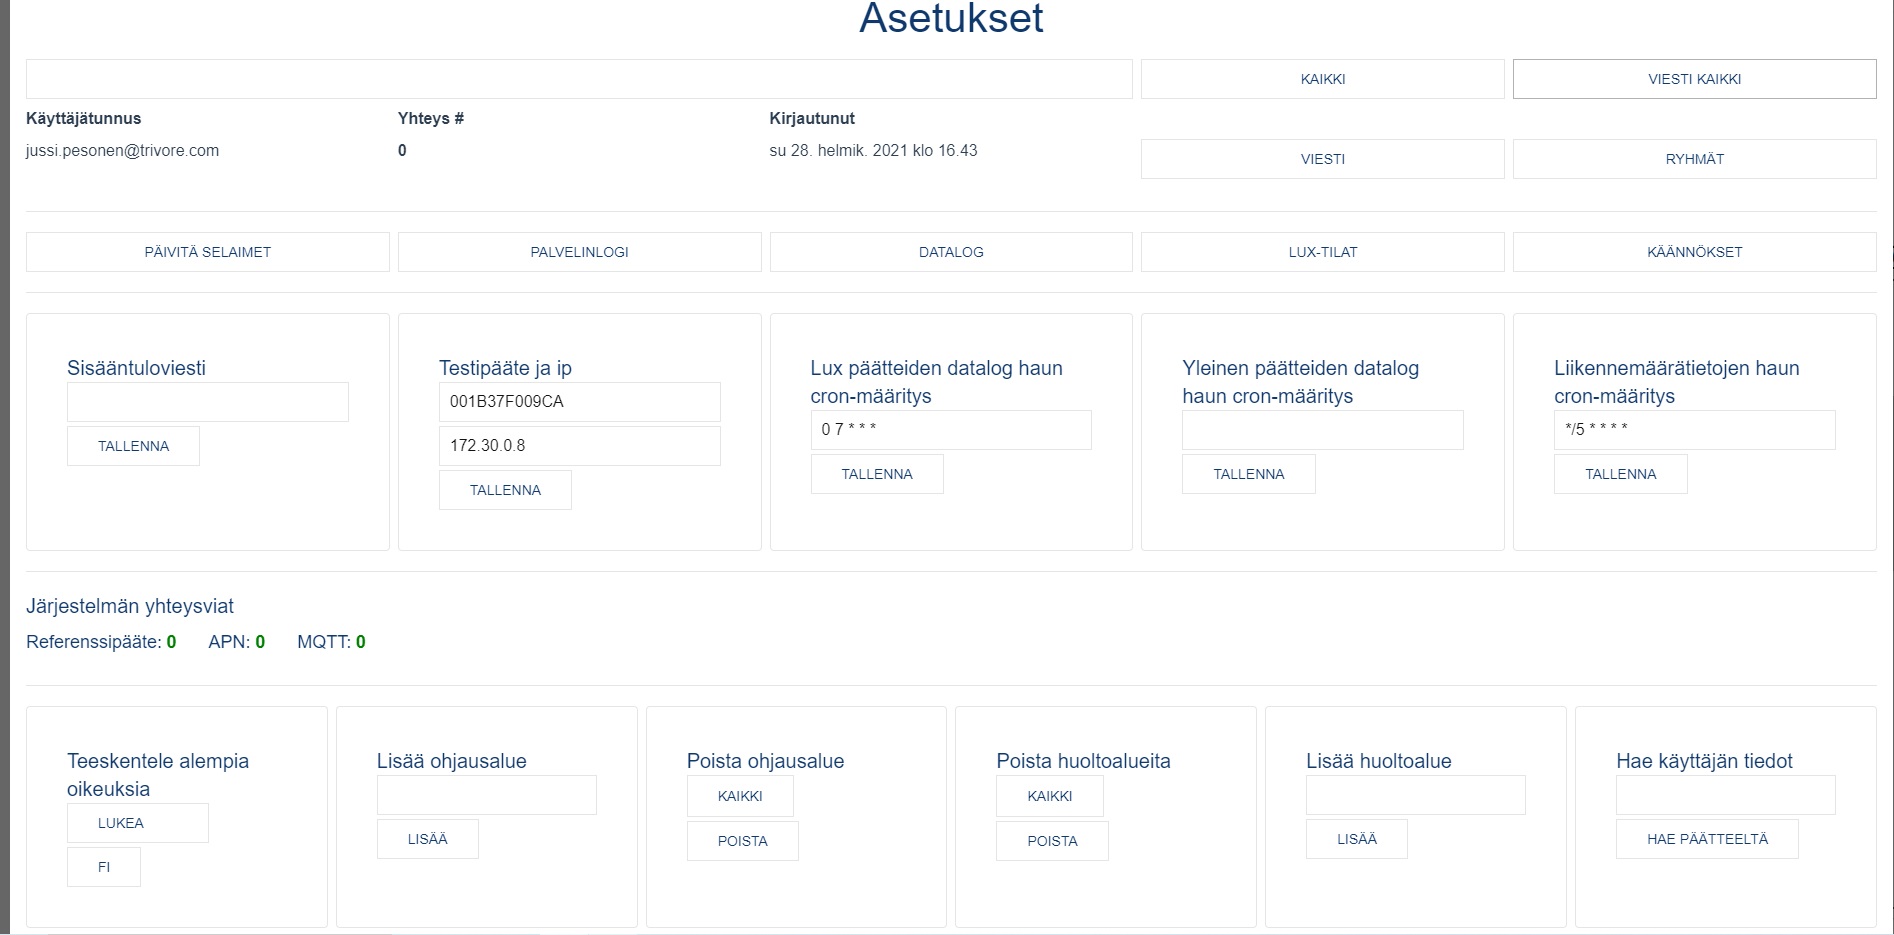 Asetukset
KAIKKI
VIESTI KAIKKI
Käyttäjätunnus
Yhteys #
Kirjautunut
jussi.pesonen@trivore.com
0
su 28. helmik. 2021 klo 16.43
VIESTI
RYHMÄT
PÄIVITÄ SELAIMET
PALVELINLOGI
DATALOG
LUX-TILAT
KÄÄNNÖKSET
Sisääntuloviesti
TALLENNA
Testipääte ja ip
001B37F009CA
172.30.0.8
TALLENNA
Lux päätteiden datalog haun
cron-määritys
0 7 * * *
TALLENNA
Yleinen päätteiden datalog
haun cron-määritys
TALLENNA
Liikennemäärätietojen haun
cron-määritys
*/5 * * * *
TALLENNA
Järjestelmän yhteysviat
Referenssipääte: 0 APN: 0 MQTT: 0
Teeskentele alempia
oikeuksia
LUKEA
FI
Lisää ohjausalue
LISÄÄ
Poista ohjausalue
KAIKKI
POISTA
Poista huoltoalueita
KAIKKI
POISTA
Lisää huoltoalue
LISÄÄ
Hae käyttäjän tiedot
HAE PÄÄTTEELTÄ